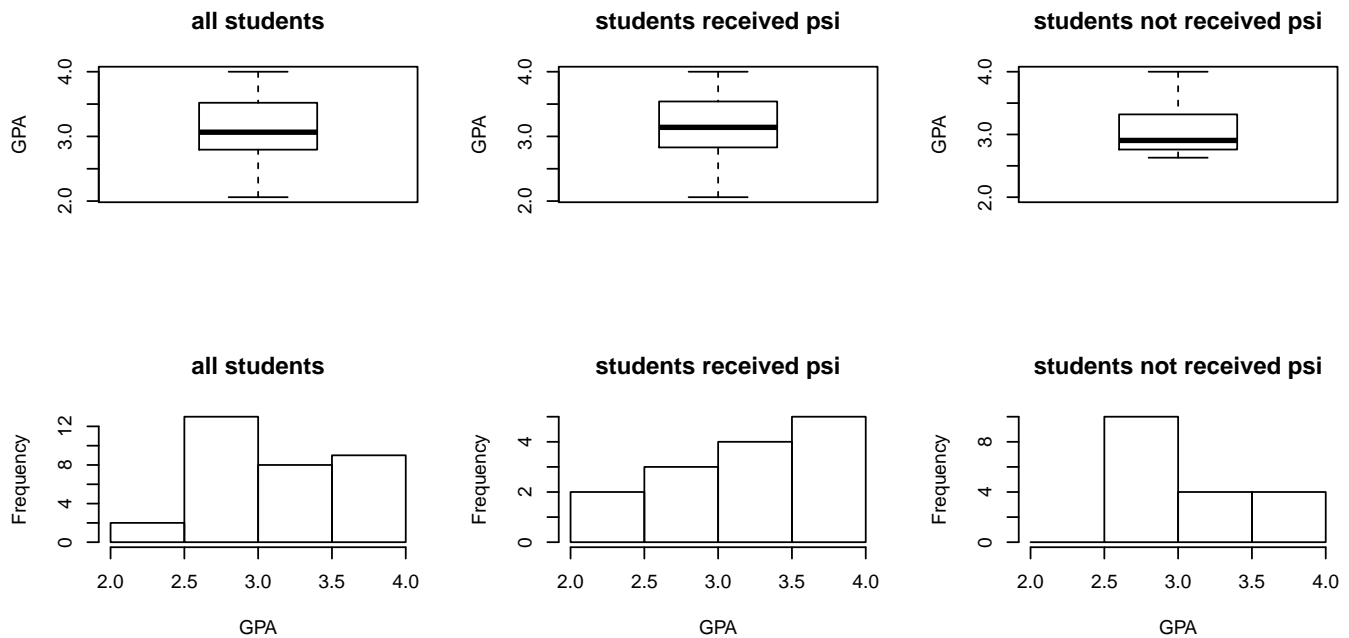 all students
students received psi
students not received psi
GPA
2.0 3.0 4.0
GPA
2.0 3.0 4.0
GPA
2.0 3.0 4.0
all students
students received psi
students not received psi
Frequency
0 4 8 12
Frequency
0 2 4
Frequency
0 4 8
2.0 2.5 3.0 3.5 4.0
2.0 2.5 3.0 3.5 4.0
2.0 2.5 3.0 3.5 4.0
GPA
GPA
GPA